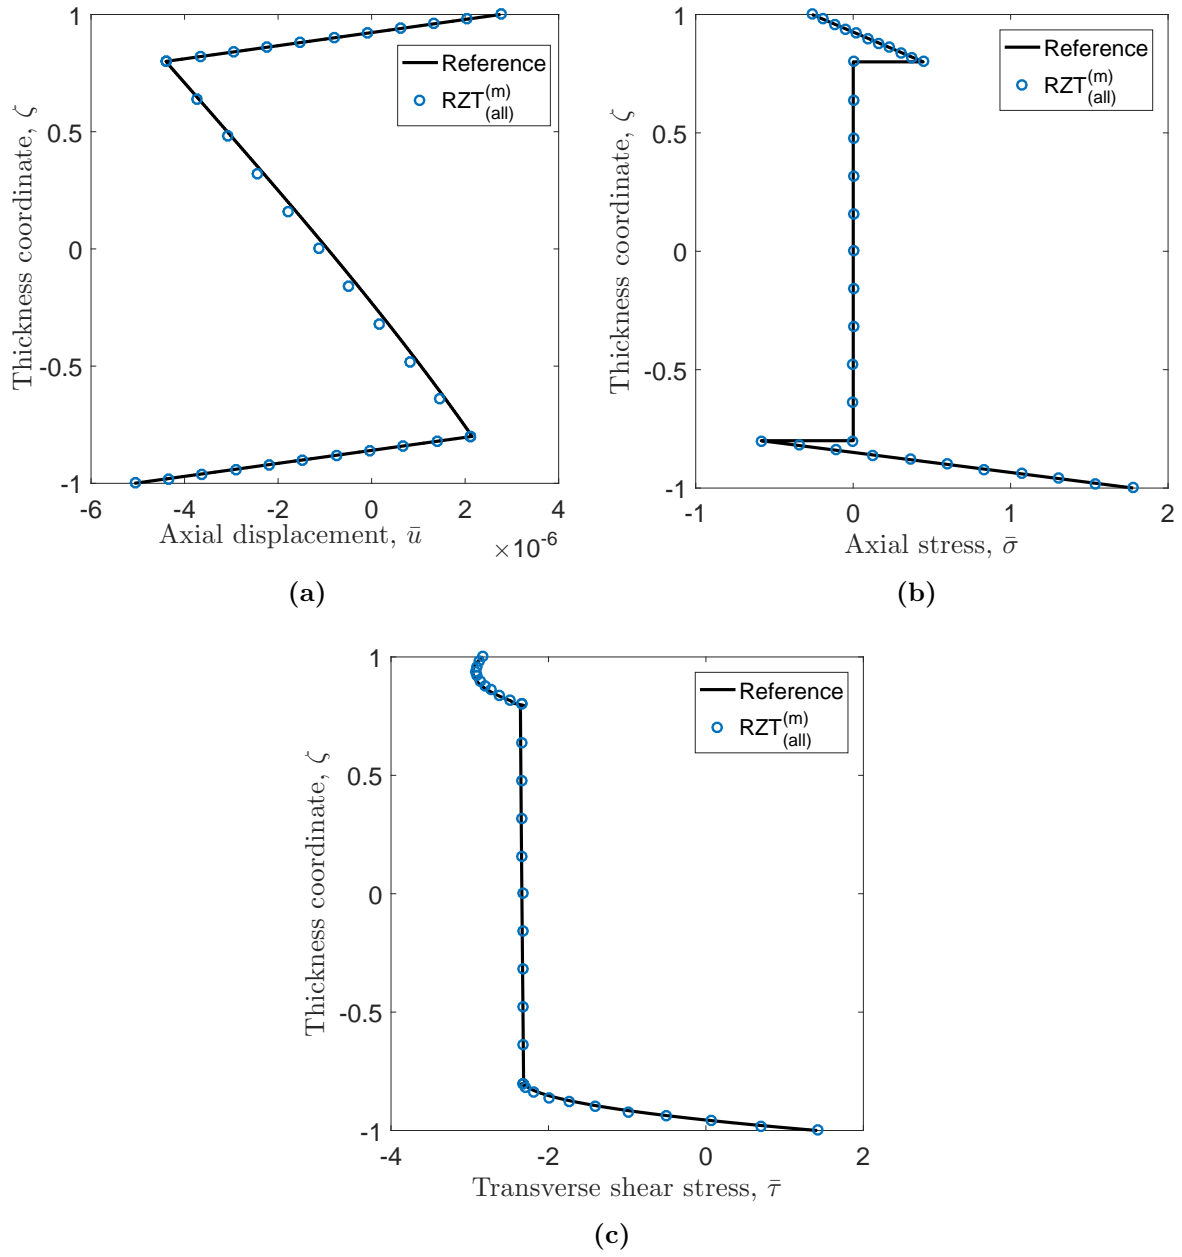 1
0.5
0
-0.5
-1
Thickness coordinate, ζ
Reference
RZT(m)(all)
-6 -4 -2 0 2 4
Axial displacement, ū
×10-6
(a)
1
0.5
0
-0.5
-1
Thickness coordinate, ζ
Reference
RZT(m)(all)
-1 0 1 2
Axial stress, σ̄
(b)
1
0.5
0
-0.5
-1
Thickness coordinate, ζ
Reference
RZT(m)(all)
-4 -2 0 2
Transverse shear stress, τ̄
(c)